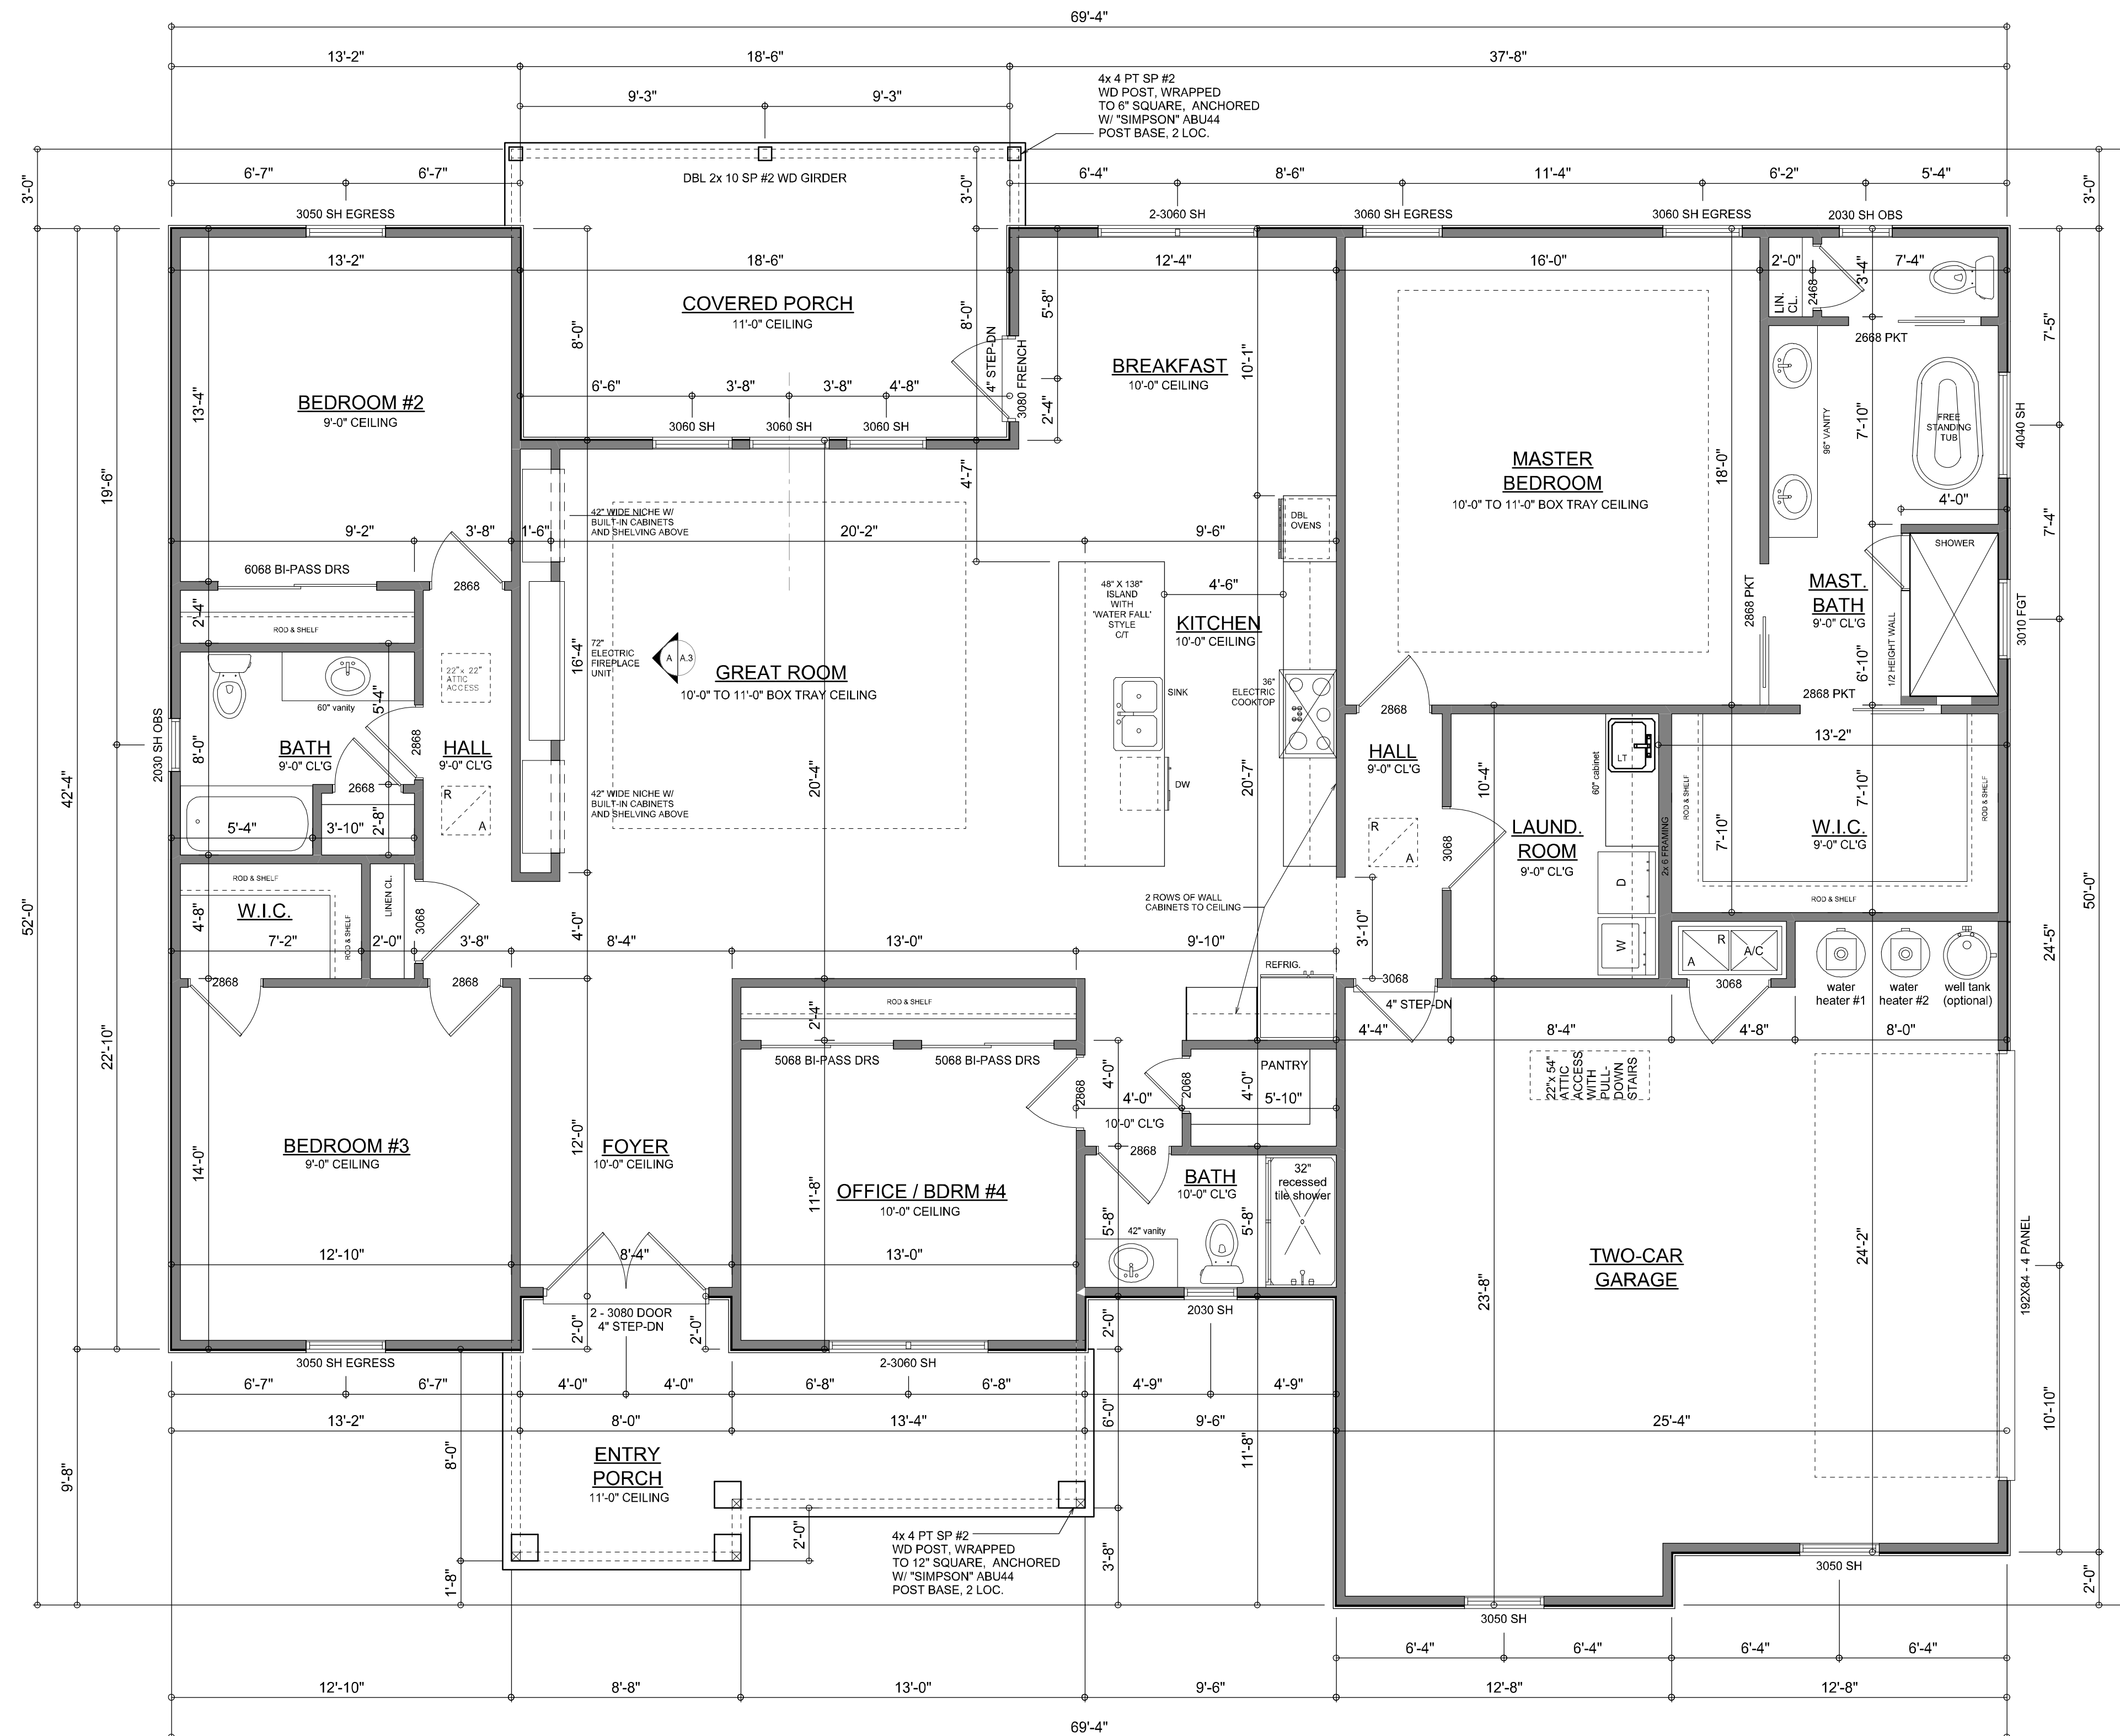 69'-4"
13'-2"
18'-6"
37'-8"
9'-3"
9'-3"
4x 4 PT SP #2
WD POST, WRAPPED
TO 6" SQUARE, ANCHORED
W/ "SIMPSON" ABU44
POST BASE, 2 LOC.
3'-0"
6'-7"
6'-7"
DBL 2x 10 SP #2 WD GIRDER
3'-0"
6'-4"
8'-6"
11'-4"
6'-2"
5'-4"
3'-0"
3050 SH EGRESS
2-3060 SH
3060 SH EGRESS
3060 SH EGRESS
2030 SH OBS
13'-2"
18'-6"
12'-4"
16'-0"
2'-0"
3'-4"
7'-4"
LIN.
CL.
2468
2668 PKT
COVERED PORCH
11'-0" CEILING
8'-0"
8'-0"
5'-8"
4" STEP-DN
3080 FRENCH
2'-4"
BREAKFAST
10'-0" CEILING
10'-1"
7'-5"
6'-6"
3'-8"
3'-8"
4'-8"
3060 SH
3060 SH
3060 SH
BEDROOM #2
9'-0" CEILING
13'-4"
19'-6"
4'-7"
MASTER
BEDROOM
10'-0" TO 11'-0" BOX TRAY CEILING
18'-0"
96" VANITY
7'-10"
FREE
STANDING
TUB
4040 SH
4'-0"
7'-4"
42" WIDE NICHE W/
BUILT-IN CABINETS
AND SHELVING ABOVE
DBL
OVENS
9'-2"
3'-8"
1'-6"
20'-2"
9'-6"
SHOWER
6068 BI-PASS DRS
2868
2'-4"
ROD & SHELF
48" X 138"
ISLAND
WITH
'WATER FALL'
STYLE
C/T
4'-6"
KITCHEN
10'-0" CEILING
2868 PKT
MAST.
BATH
9'-0" CL'G
6'-10"
1/2 HEIGHT WALL
3010 FGT
16'-4"
72"
ELECTRIC
FIREPLACE
UNIT
A
A.3
GREAT ROOM
10'-0" TO 11'-0" BOX TRAY CEILING
SINK
36"
ELECTRIC
COOKTOP
22"x 22"
ATTIC
ACCESS
5'-4"
60" vanity
2868
2868 PKT
2030 SH OBS
8'-0"
BATH
9'-0" CL'G
2868
HALL
9'-0" CL'G
HALL
9'-0" CL'G
13'-2"
42'-4"
2668
R
A
2'-8"
20'-4"
DW
20'-7"
10'-4"
60" cabinet
LT
ROD & SHELF
7'-10"
ROD & SHELF
42" WIDE NICHE W/
BUILT-IN CABINETS
AND SHELVING ABOVE
5'-4"
3'-10"
R
A
3068
LAUND.
ROOM
9'-0" CL'G
2x 6 FRAMING
7'-10"
W.I.C.
9'-0" CL'G
ROD & SHELF
ROD & SHELF
W.I.C.
4'-8"
ROD & SHELF
LINEN CL.
3068
D
W
2 ROWS OF WALL
CABINETS TO CEILING
3'-10"
52'-0"
50'-0"
24'-5"
7'-2"
2'-0"
3'-8"
4'-0"
8'-4"
13'-0"
9'-10"
REFRIG.
R
A
A/C
2868
2868
3068
3068
4" STEP-DN
water
heater #1
water
heater #2
well tank
(optional)
ROD & SHELF
2'-4"
4'-4"
8'-4"
4'-8"
8'-0"
22'-10"
5068 BI-PASS DRS
5068 BI-PASS DRS
2868
4'-0"
2068
4'-0"
PANTRY
22"x 54"
ATTIC
ACCESS
WITH
PULL-
DOWN
STAIRS
4'-0"
5'-10"
10'-0" CL'G
14'-0"
BEDROOM #3
9'-0" CEILING
12'-0"
FOYER
10'-0" CEILING
2868
BATH
10'-0" CL'G
32"
recessed
tile shower
11'-8"
OFFICE / BDRM #4
10'-0" CEILING
5'-8"
42" vanity
5'-8"
12'-10"
8'-4"
13'-0"
TWO-CAR
GARAGE
23'-8"
24'-2"
192X84 - 4 PANEL
2'-0"
2 - 3080 DOOR
4" STEP-DN
2'-0"
2'-0"
2030 SH
3050 SH EGRESS
2-3060 SH
6'-7"
6'-7"
4'-0"
4'-0"
6'-8"
6'-8"
4'-9"
4'-9"
6'-0"
10'-10"
13'-2"
8'-0"
13'-4"
9'-6"
25'-4"
9'-8"
8'-0"
ENTRY
PORCH
11'-0" CEILING
11'-8"
2'-0"
4x 4 PT SP #2
WD POST, WRAPPED
TO 12" SQUARE, ANCHORED
W/ "SIMPSON" ABU44
POST BASE, 2 LOC.
3'-8"
1'-8"
3050 SH
2'-0"
3050 SH
6'-4"
6'-4"
6'-4"
6'-4"
12'-10"
8'-8"
13'-0"
9'-6"
12'-8"
12'-8"
69'-4"